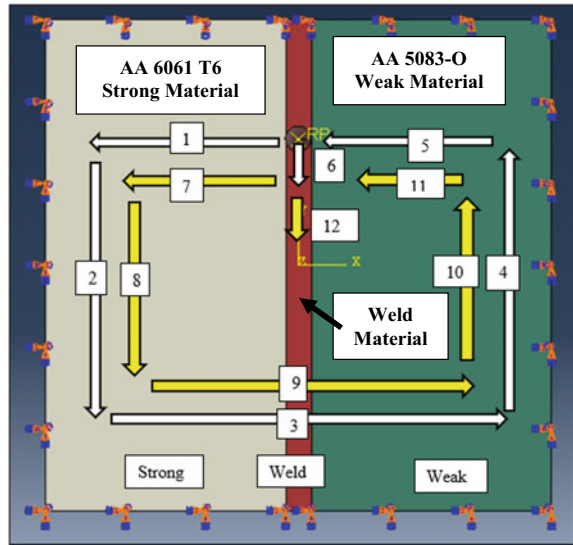 AA 6061 T6
Strong Material
AA 5083-O
Weak Material
1
RP
5
6
7
11
12
2
8
10
4
Z
X
Weld
Material
9
3
Strong
Weld
Weak